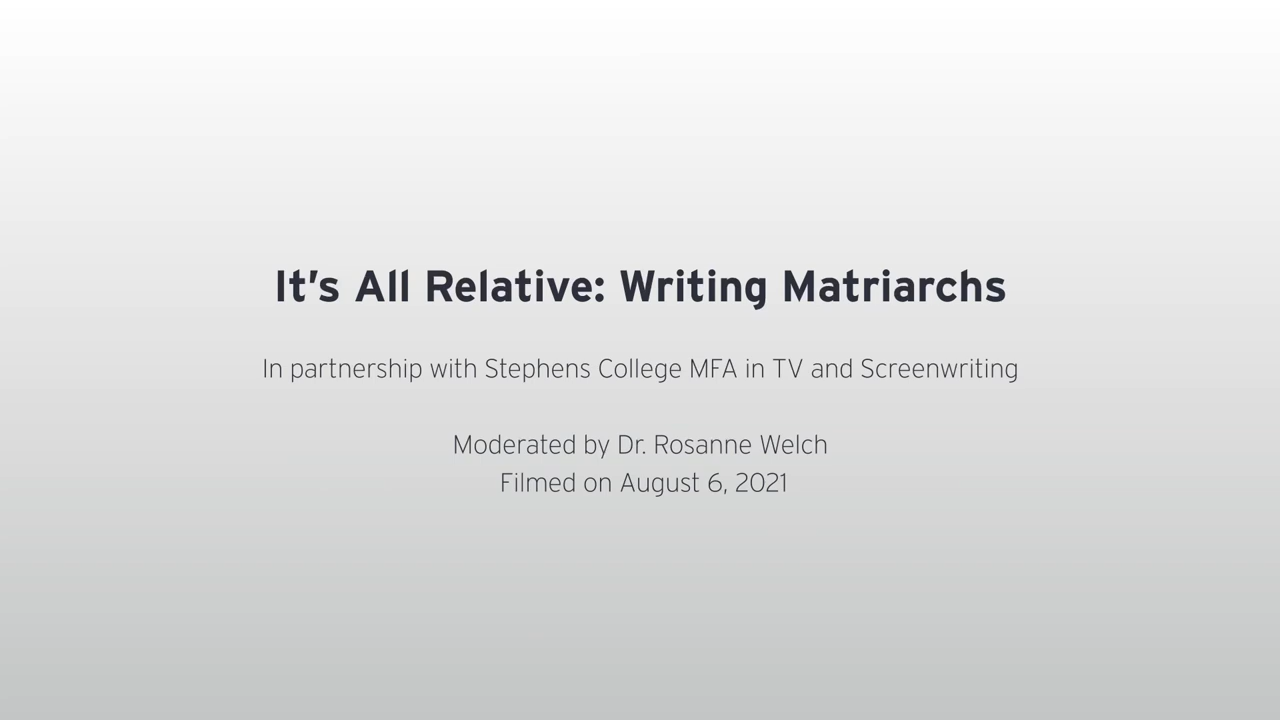 It's All Relative: Writing Matriarchs
In partnership with Stephens College MFA in TV and Screenwriting
Moderated by Dr. Rosanne Welch
Filmed on August 6, 2021